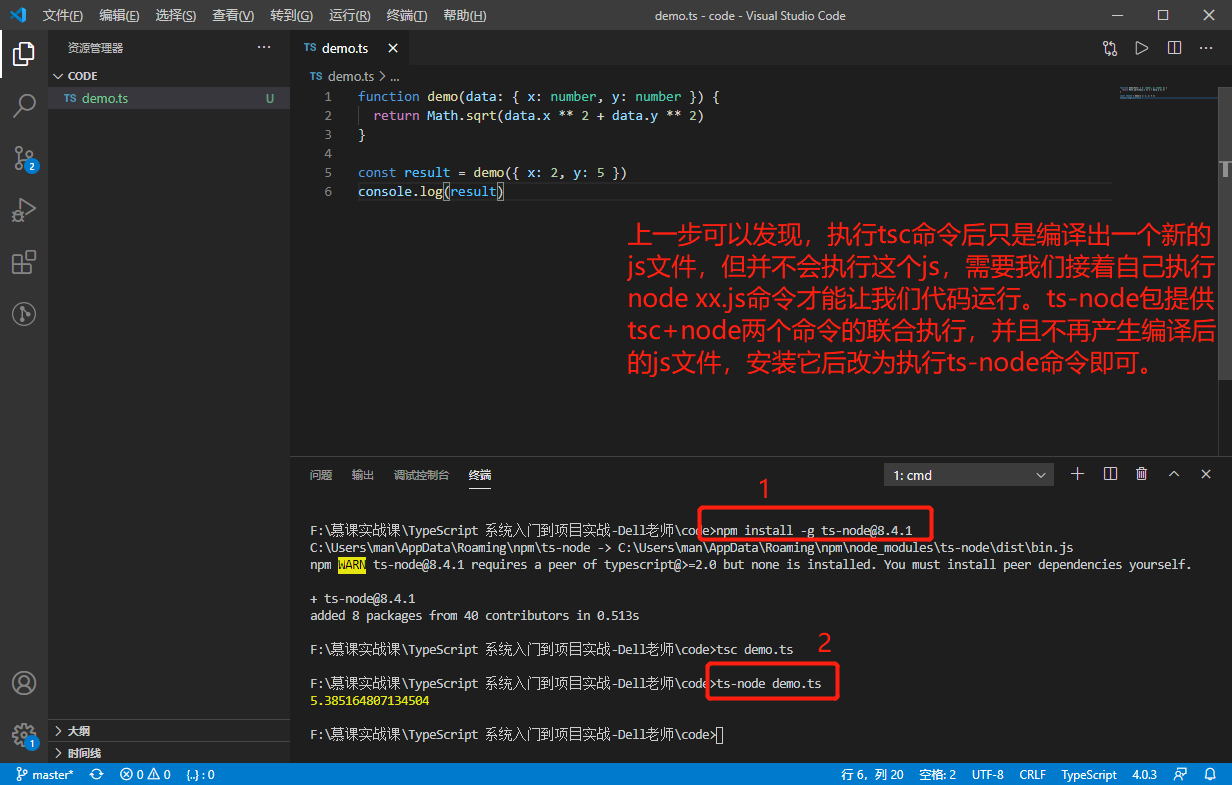 文件(F) 编辑(E) 选择(S) 查看(V) 转到(G) 运行(R) 终端(T) 帮助(H) demo.ts - code - Visual Studio Code
资源管理器
CODE
TS demo.ts U
TS demo.ts
TS demo.ts > ...
1 function demo(data: { x: number, y: number }) {
2 return Math.sqrt(data.x ** 2 + data.y ** 2)
3 }
4
5 const result = demo({ x: 2, y: 5 })
6 console.log(result)
上一步可以发现，执行tsc命令后只是编译出一个新的
js文件，但并不会执行这个js，需要我们接着自己执行
node xx.js命令才能让我们代码运行。ts-node包提供
tsc+node两个命令的联合执行，并且不再产生编译后
的js文件，安装它后改为执行ts-node命令即可。
2
问题 输出 调试控制台 终端 1: cmd
1
F:\慕课实战课\TypeScript 系统入门到项目实战-Dell老师\code>npm install -g ts-node@8.4.1
C:\Users\man\AppData\Roaming\npm\ts-node -> C:\Users\man\AppData\Roaming\npm\node_modules\ts-node\dist\bin.js
npm WARN ts-node@8.4.1 requires a peer of typescript@>=2.0 but none is installed. You must install peer dependencies yourself.
+ ts-node@8.4.1
added 8 packages from 40 contributors in 0.513s
F:\慕课实战课\TypeScript 系统入门到项目实战-Dell老师\code>tsc demo.ts
2
F:\慕课实战课\TypeScript 系统入门到项目实战-Dell老师\code>ts-node demo.ts
5.385164807134504
F:\慕课实战课\TypeScript 系统入门到项目实战-Dell老师\code>
大纲
时间线
1
master* 0 0 {..} : 0 行 6，列 20 空格: 2 UTF-8 CRLF TypeScript 4.0.3